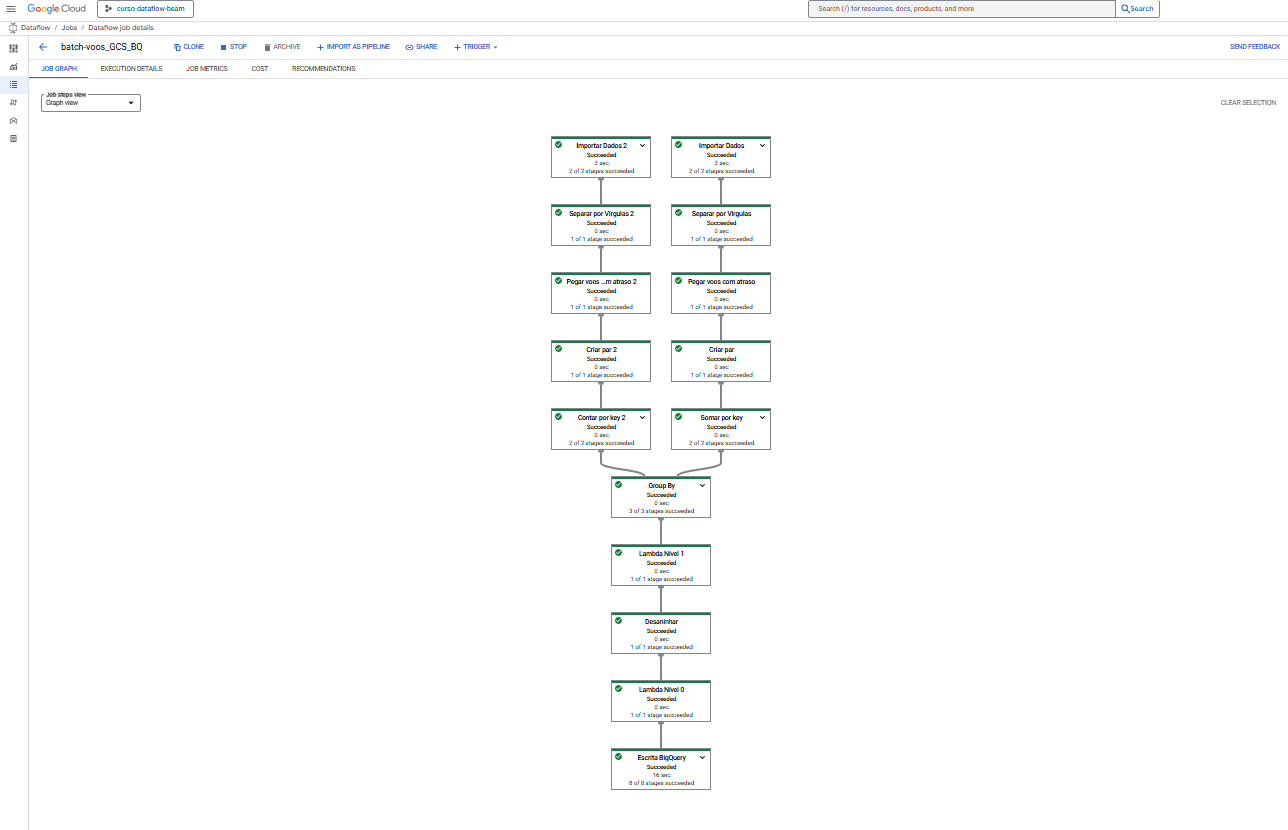 Google Cloud
curso-dataflow-beam
Search (/) for resources, docs, products, and more
Search
Dataflow / Jobs / Dataflow job details
batch-voos_GCS_BQ
CLONE
STOP
ARCHIVE
IMPORT AS PIPELINE
SHARE
TRIGGER
SEND FEEDBACK
JOB GRAPH
EXECUTION DETAILS
JOB METRICS
COST
RECOMMENDATIONS
Job steps view
Graph view
CLEAR SELECTION
Importar Dados 2
Succeeded
3 sec
2 of 2 stages succeeded
Importar Dados
Succeeded
3 sec
2 of 2 stages succeeded
Separar por Vírgulas 2
Succeeded
0 sec
1 of 1 stage succeeded
Separar por Vírgulas
Succeeded
0 sec
1 of 1 stage succeeded
Pegar voos ...m atraso 2
Succeeded
0 sec
1 of 1 stage succeeded
Pegar voos com atraso
Succeeded
0 sec
1 of 1 stage succeeded
Criar par 2
Succeeded
0 sec
1 of 1 stage succeeded
Criar par
Succeeded
0 sec
1 of 1 stage succeeded
Contar por key 2
Succeeded
0 sec
2 of 2 stages succeeded
Somar por key
Succeeded
0 sec
2 of 2 stages succeeded
Group By
Succeeded
0 sec
3 of 3 stages succeeded
Lambda Nivel 1
Succeeded
0 sec
1 of 1 stage succeeded
Desaninhar
Succeeded
0 sec
1 of 1 stage succeeded
Lambda Nivel 0
Succeeded
0 sec
1 of 1 stage succeeded
Escrita BigQuery
Succeeded
16 sec
8 of 8 stages succeeded